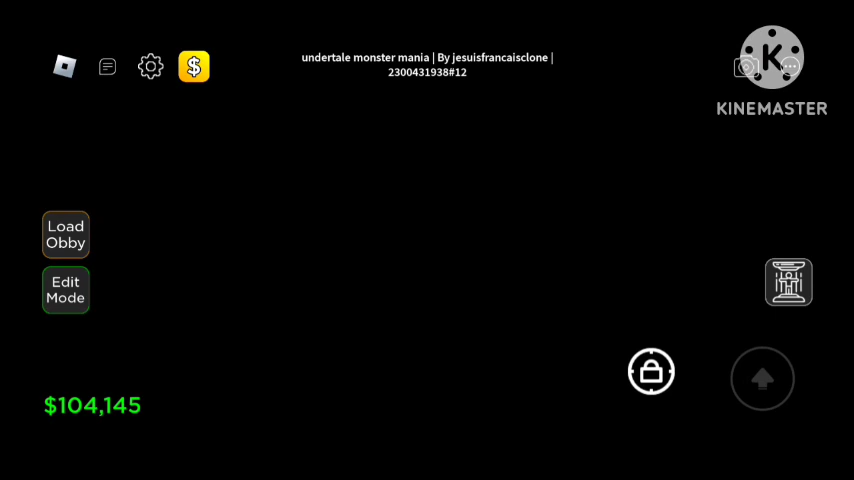 undertale monster mania | By jesuisfrancaisclone |
2300431938#12
$
K
KINEMASTER
Load
Obby
Edit
Mode
$104,145